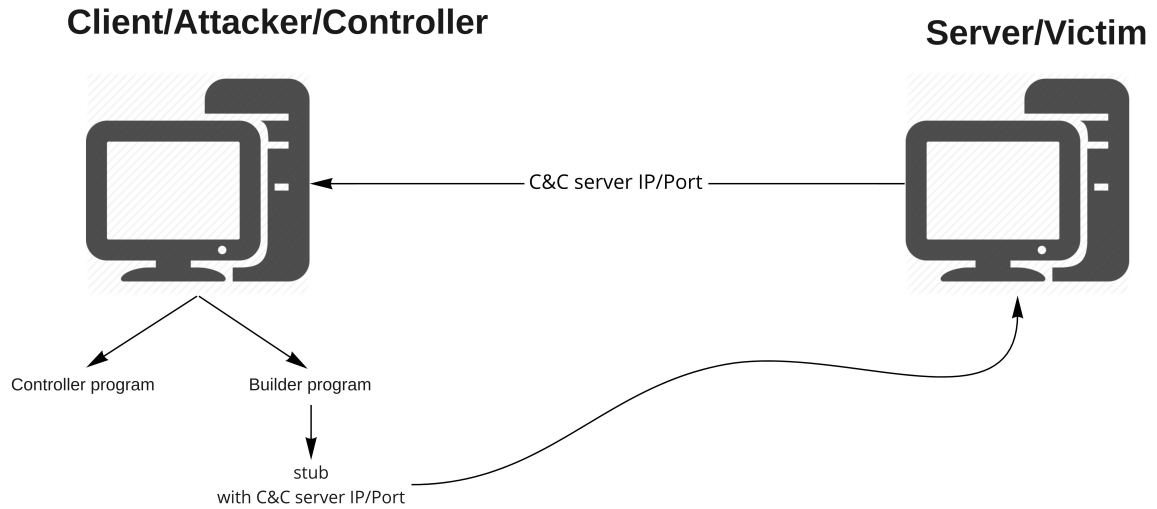 Client/Attacker/Controller
Server/Victim
C&C server IP/Port
Controller program
Builder program
stub
with C&C server IP/Port